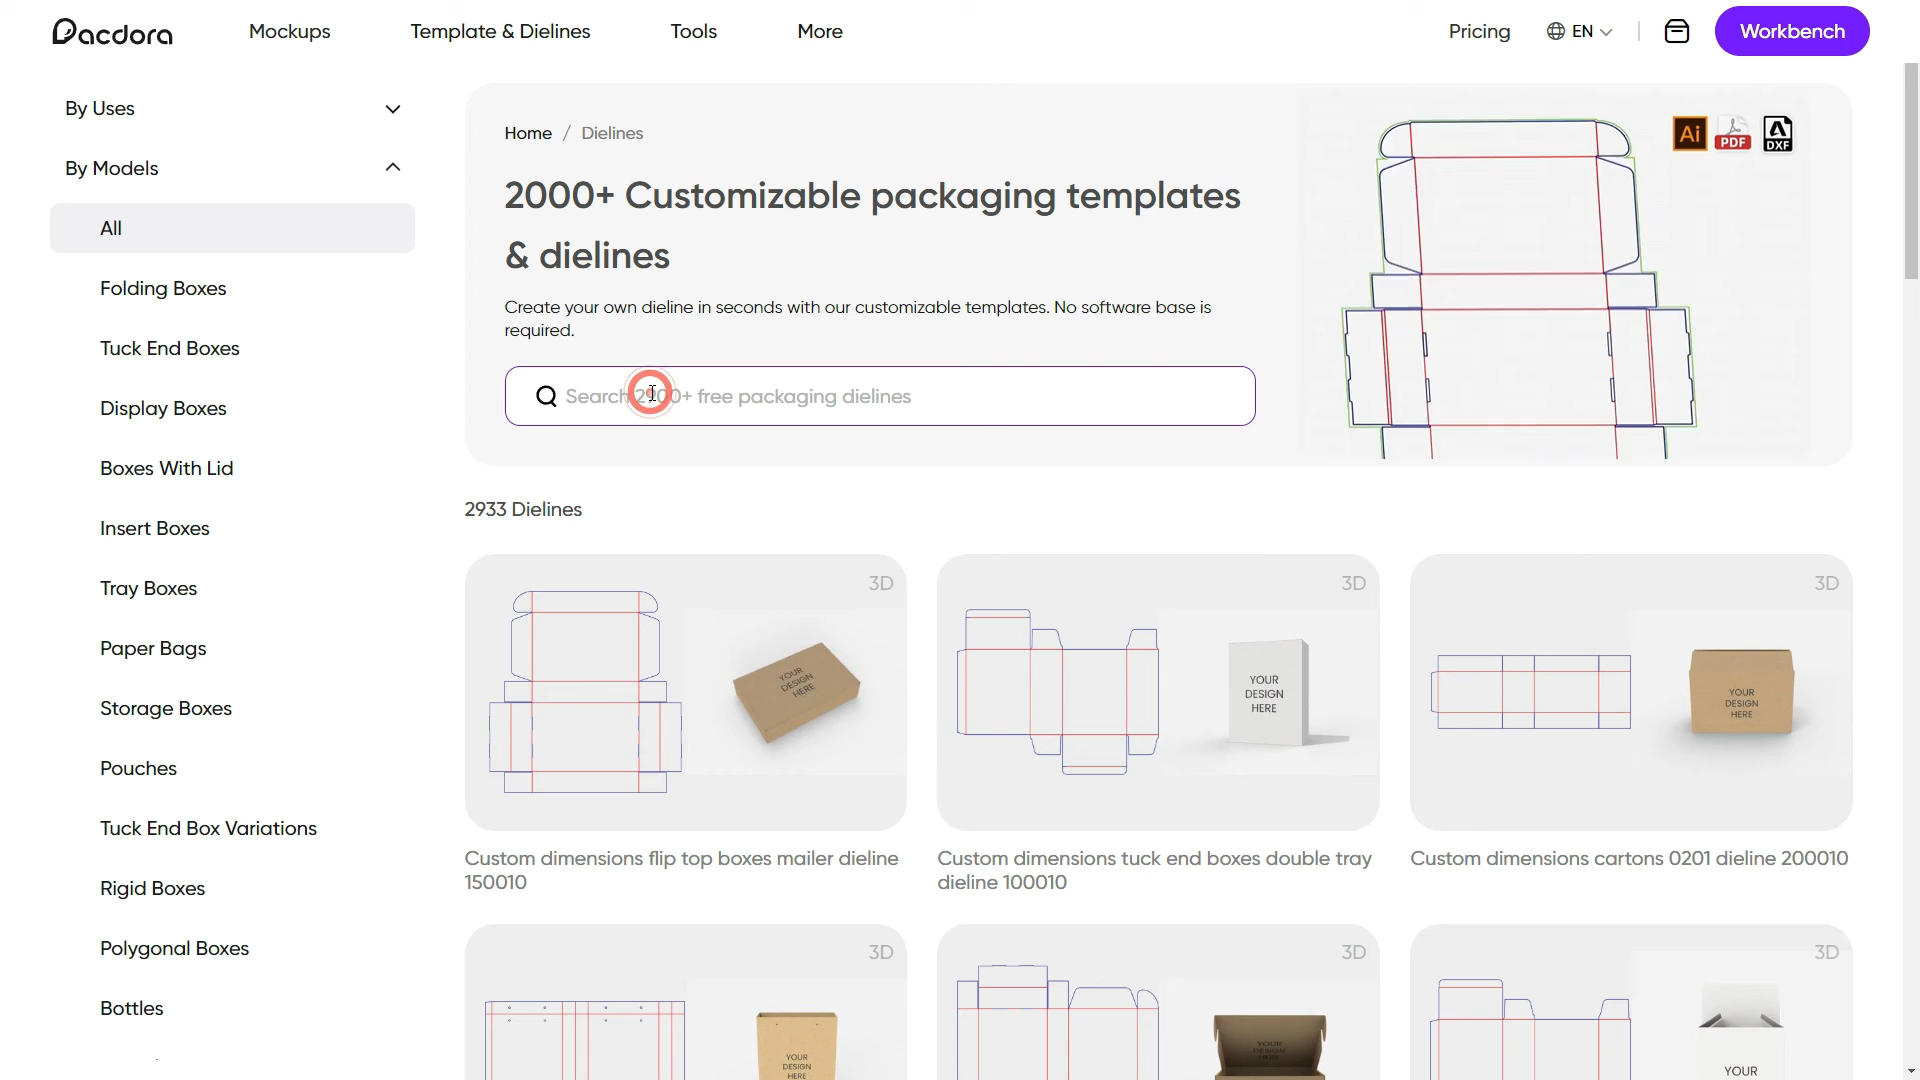 Pacdora
Mockups
Template & Dielines
Tools
More
Pricing
EN
Workbench
By Uses
By Models
All
Folding Boxes
Tuck End Boxes
Display Boxes
Boxes With Lid
Insert Boxes
Tray Boxes
Paper Bags
Storage Boxes
Pouches
Tuck End Box Variations
Rigid Boxes
Polygonal Boxes
Bottles
Home / Dielines
2000+ Customizable packaging templates
& dielines
Create your own dieline in seconds with our customizable templates. No software base is
required.
Search 2900+ free packaging dielines
Ai
PDF
DXF
2933 Dielines
3D
YOUR
DESIGN
HERE
Custom dimensions flip top boxes mailer dieline
150010
3D
YOUR
DESIGN
HERE
Custom dimensions tuck end boxes double tray
dieline 100010
3D
YOUR
DESIGN
HERE
Custom dimensions cartons 0201 dieline 200010
3D
YOUR
DESIGN
HERE
3D
YOUR
DESIGN
HERE
3D
YOUR